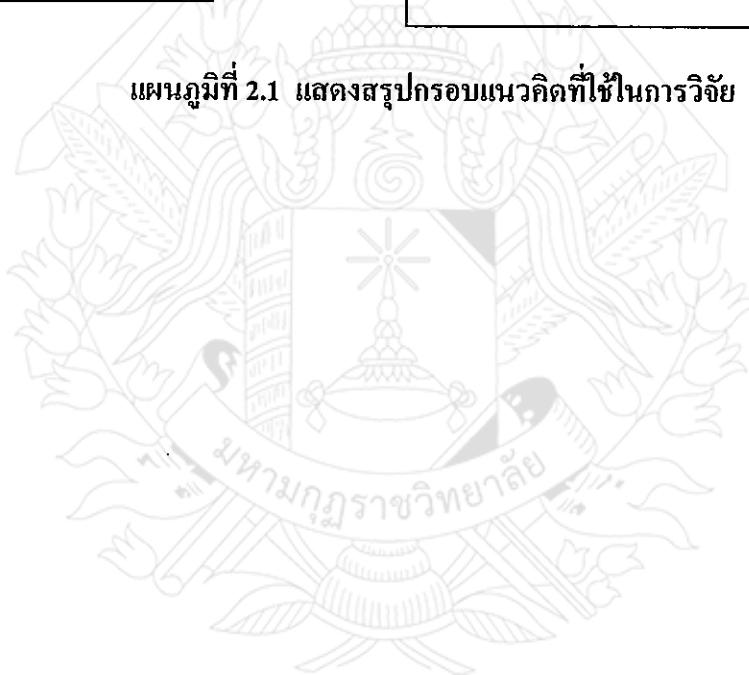 แผนภูมิที่ 2.1 แสดงสรุปกรอบแนวคิดที่ใช้ในการวิจัย
มหามกุฏราชวิทยาลัย